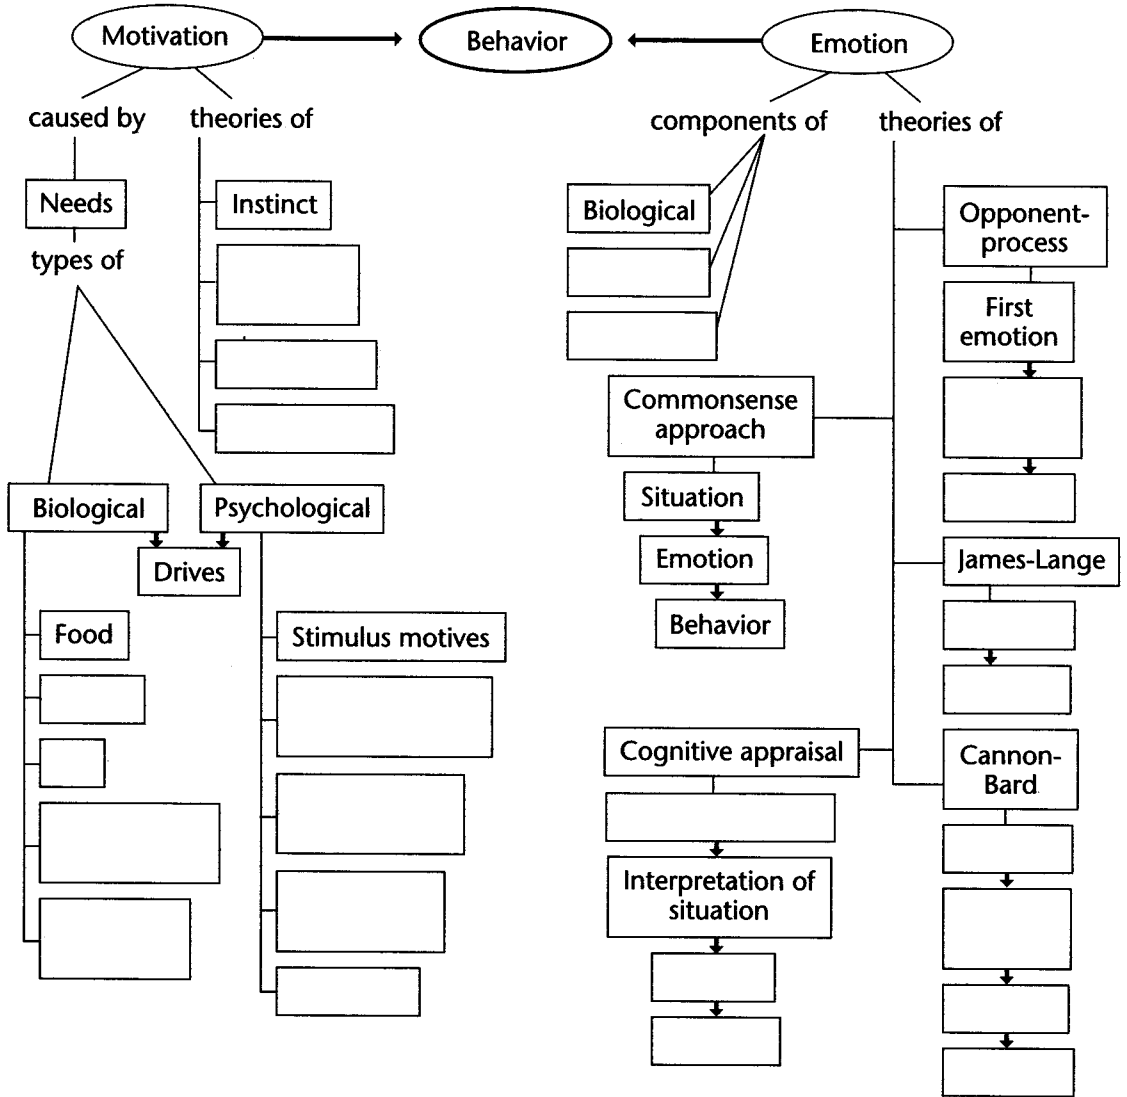 Motivation
Behavior
Emotion
caused by
theories of
components of
theories of
Needs
Instinct
Biological
Opponent-
process
types of
First
emotion
Commonsense
approach
Biological
Psychological
Situation
Drives
Emotion
James-Lange
Food
Stimulus motives
Behavior
Cognitive appraisal
Cannon-
Bard
Interpretation of
situation